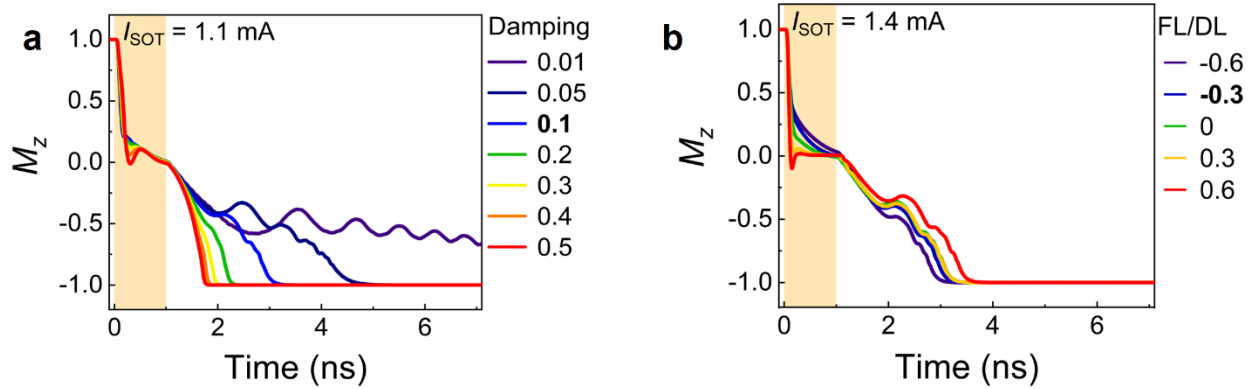 a
I_SOT = 1.1 mA
Damping
1.0
0.5
0.0
-0.5
-1.0
M_z
0.01
0.05
0.1
0.2
0.3
0.4
0.5
0 2 4 6
Time (ns)
b
I_SOT = 1.4 mA
FL/DL
1.0
0.5
0.0
-0.5
-1.0
M_z
-0.6
-0.3
0
0.3
0.6
0 2 4 6
Time (ns)